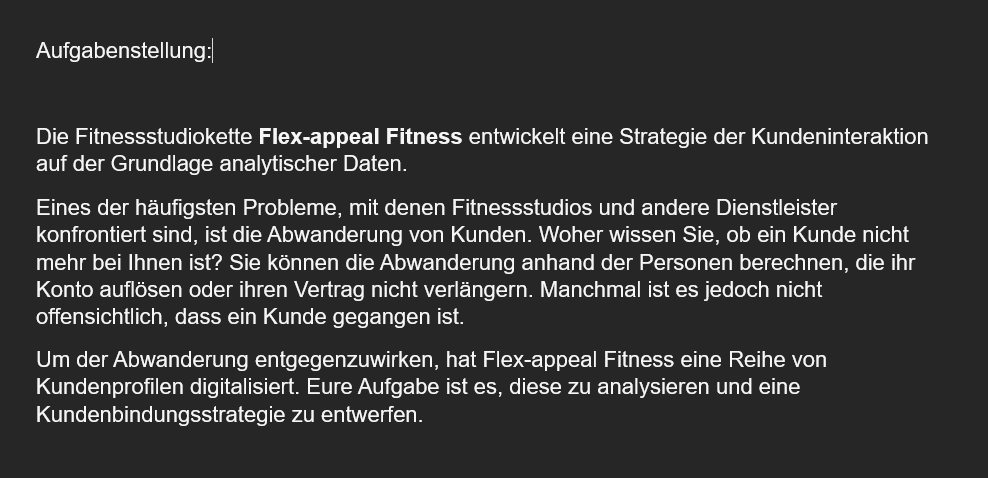 Aufgabenstellung:
Die Fitnessstudiokette Flex-appeal Fitness entwickelt eine Strategie der Kundeninteraktion
auf der Grundlage analytischer Daten.
Eines der häufigsten Probleme, mit denen Fitnessstudios und andere Dienstleister
konfrontiert sind, ist die Abwanderung von Kunden. Woher wissen Sie, ob ein Kunde nicht
mehr bei Ihnen ist? Sie können die Abwanderung anhand der Personen berechnen, die ihr
Konto auflösen oder ihren Vertrag nicht verlängern. Manchmal ist es jedoch nicht
offensichtlich, dass ein Kunde gegangen ist.
Um der Abwanderung entgegenzuwirken, hat Flex-appeal Fitness eine Reihe von
Kundenprofilen digitalisiert. Eure Aufgabe ist es, diese zu analysieren und eine
Kundenbindungsstrategie zu entwerfen.